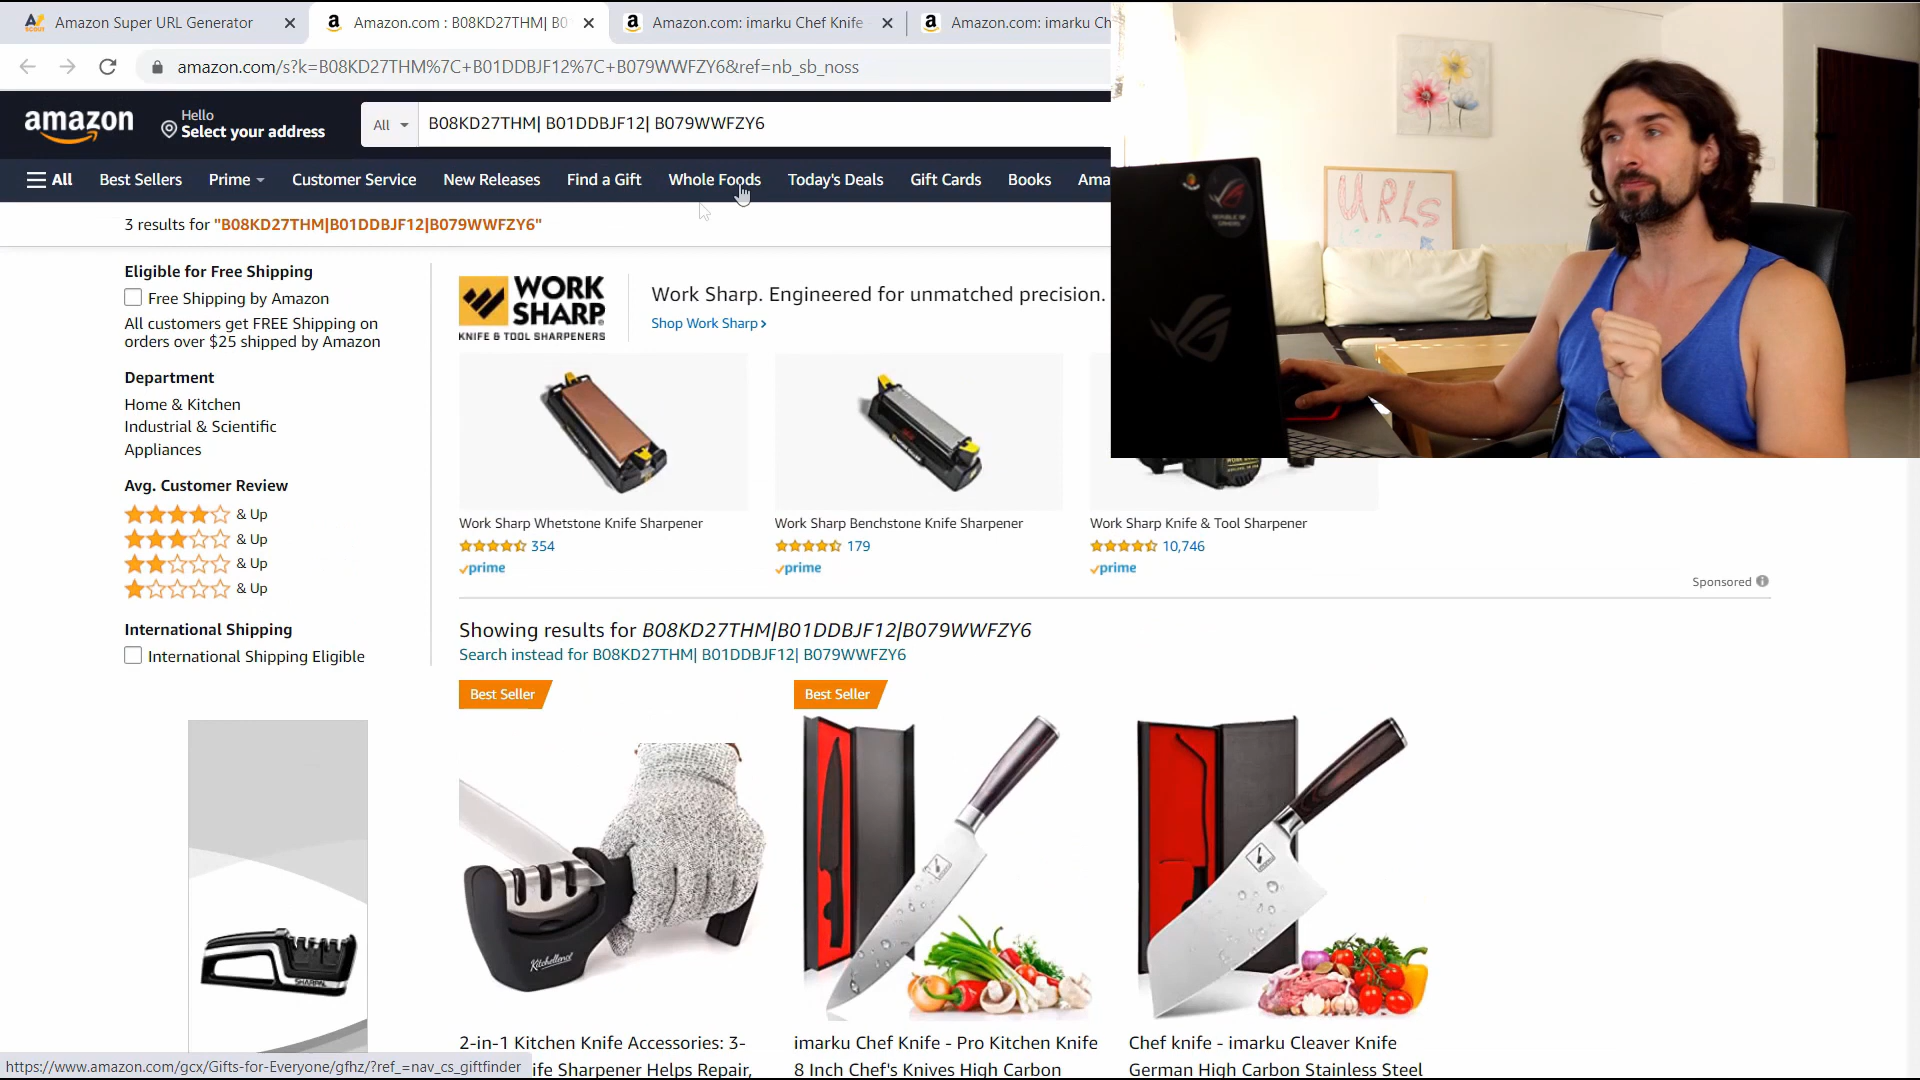 Amazon Super URL Generator
Amazon.com : B08KD27THM| B0
Amazon.com: imarku Chef Knife
Amazon.com: imarku Ch
amazon.com/s?k=B08KD27THM%7C+B01DDBJF12%7C+B079WWFZY6&ref=nb_sb_noss
amazon
Hello
Select your address
All
B08KD27THM| B01DDBJF12| B079WWFZY6
All
Best Sellers
Prime
Customer Service
New Releases
Find a Gift
Whole Foods
Today's Deals
Gift Cards
Books
Ama
URLs
REPUBLIC OF
GAMERS
3 results for "B08KD27THM|B01DDBJF12|B079WWFZY6"
Eligible for Free Shipping
Free Shipping by Amazon
All customers get FREE Shipping on
orders over $25 shipped by Amazon
Department
Home & Kitchen
Industrial & Scientific
Appliances
Avg. Customer Review
& Up
& Up
& Up
& Up
International Shipping
International Shipping Eligible
WORK
SHARP
KNIFE & TOOL SHARPENERS
Work Sharp. Engineered for unmatched precision.
Shop Work Sharp ›
Work Sharp Whetstone Knife Sharpener
354
prime
Work Sharp Benchstone Knife Sharpener
179
prime
Work Sharp Knife & Tool Sharpener
10,746
prime
Sponsored
Showing results for B08KD27THM|B01DDBJF12|B079WWFZY6
Search instead for B08KD27THM| B01DDBJF12| B079WWFZY6
Best Seller
Best Seller
Kitchellence
SHARPAL
2-in-1 Kitchen Knife Accessories: 3-
ife Sharpener Helps Repair,
imarku Chef Knife - Pro Kitchen Knife
8 Inch Chef's Knives High Carbon
Chef knife - imarku Cleaver Knife
German High Carbon Stainless Steel
https://www.amazon.com/gcx/Gifts-for-Everyone/gfhz/?ref_=nav_cs_giftfinder